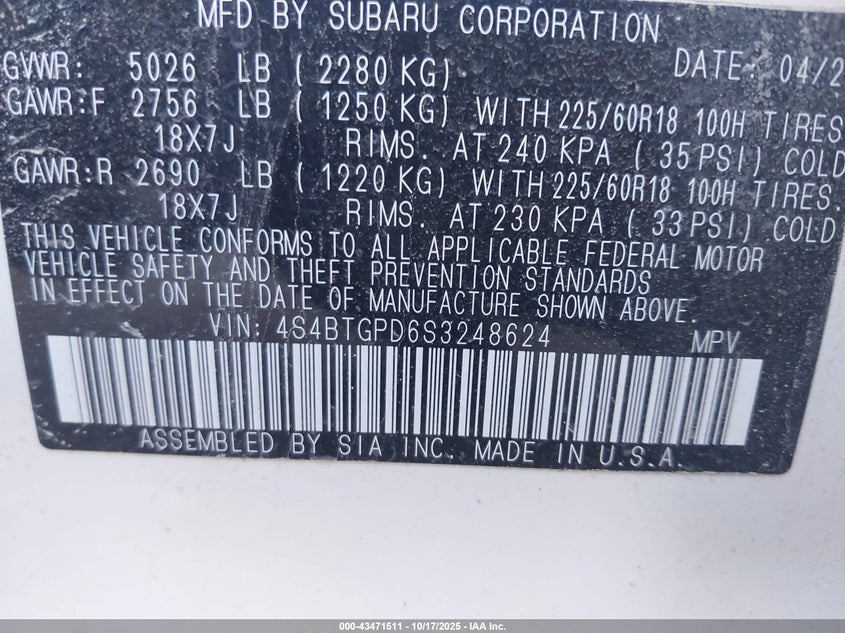 MFD BY SUBARU CORPORATION
GVWR: 5026 LB ( 2280 KG) DATE: 04/2
GAWR:F 2756 LB ( 1250 KG) WITH 225/60R18 100H TIRES
18X7J RIMS. AT 240 KPA ( 35 PSI) COLD
GAWR:R 2690 LB ( 1220 KG) WITH 225/60R18 100H TIRES.
18X7J RIMS. AT 230 KPA ( 33 PSI) COLD
THIS VEHICLE CONFORMS TO ALL APPLICABLE FEDERAL MOTOR
VEHICLE SAFETY AND THEFT PREVENTION STANDARDS
IN EFFECT ON THE DATE OF MANUFACTURE SHOWN ABOVE.
VIN: 4S4BTGPD6S3248624 MPV
ASSEMBLED BY SIA INC. MADE IN U.S.A.
000-43471511 - 10/17/2025 - IAA Inc.